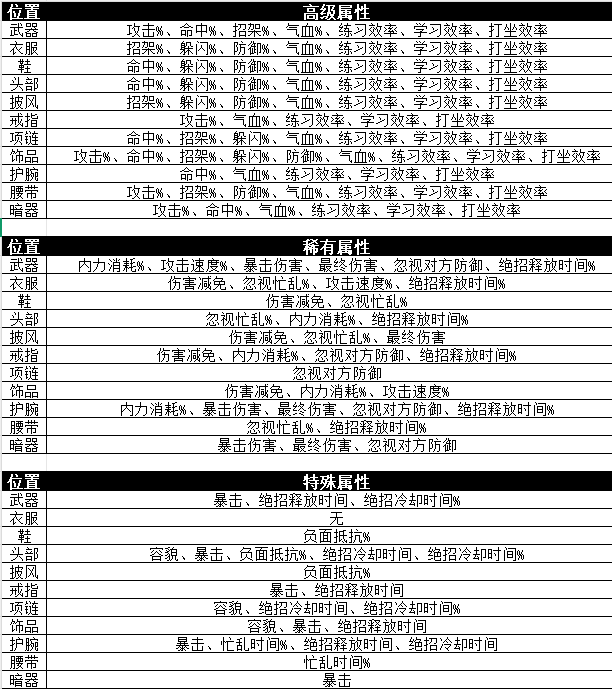 位置 高级属性
武器 攻击%、命中%、招架%、气血%、练习效率、学习效率、打坐效率
衣服 招架%、躲闪%、防御%、气血%、练习效率、学习效率、打坐效率
鞋 命中%、躲闪%、防御%、气血%、练习效率、学习效率、打坐效率
头部 命中%、躲闪%、防御%、气血%、练习效率、学习效率、打坐效率
披风 招架%、躲闪%、防御%、气血%、练习效率、学习效率、打坐效率
戒指 攻击%、气血%、练习效率、学习效率、打坐效率
项链 命中%、招架%、躲闪%、气血%、练习效率、学习效率、打坐效率
饰品 攻击%、命中%、招架%、躲闪%、防御%、气血%、练习效率、学习效率、打坐效率
护腕 命中%、气血%、练习效率、学习效率、打坐效率
腰带 攻击%、招架%、防御%、气血%、练习效率、学习效率、打坐效率
暗器 攻击%、命中%、气血%、练习效率、学习效率、打坐效率
位置 稀有属性
武器 内力消耗%、攻击速度%、暴击伤害、最终伤害、忽视对方防御、绝招释放时间%
衣服 伤害减免、忽视忙乱%、攻击速度%、绝招释放时间%
鞋 伤害减免、忽视忙乱%
头部 忽视忙乱%、内力消耗%、绝招释放时间%
披风 伤害减免、忽视忙乱%、最终伤害
戒指 伤害减免、内力消耗%、忽视对方防御、绝招释放时间%
项链 忽视对方防御
饰品 伤害减免、内力消耗%、攻击速度%
护腕 内力消耗%、暴击伤害、最终伤害、忽视对方防御、绝招释放时间%
腰带 忽视忙乱%、绝招释放时间%
暗器 暴击伤害、最终伤害、忽视对方防御
位置 特殊属性
武器 暴击、绝招释放时间、绝招冷却时间%
衣服 无
鞋 负面抵抗%
头部 容貌、暴击、负面抵抗%、绝招冷却时间、绝招冷却时间%
披风 负面抵抗%
戒指 暴击、绝招释放时间
项链 容貌、绝招冷却时间、绝招冷却时间%
饰品 容貌、暴击、绝招释放时间
护腕 暴击、忙乱时间%、绝招释放时间、绝招冷却时间
腰带 忙乱时间%
暗器 暴击